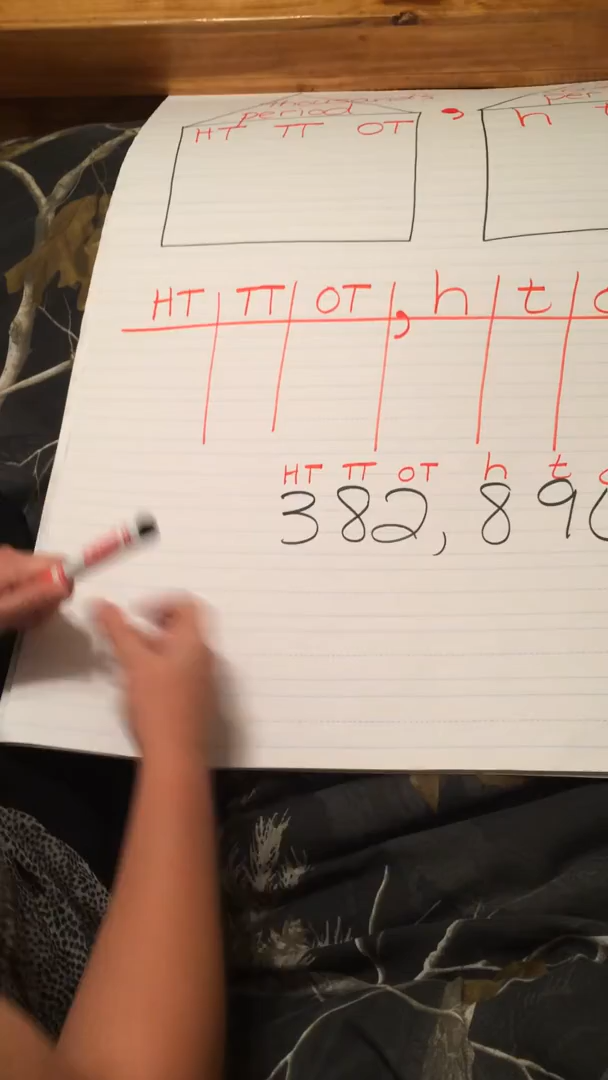 thousands
period
HT TT OT , h
HT TT OT , h t
HT TT OT h t
382,89